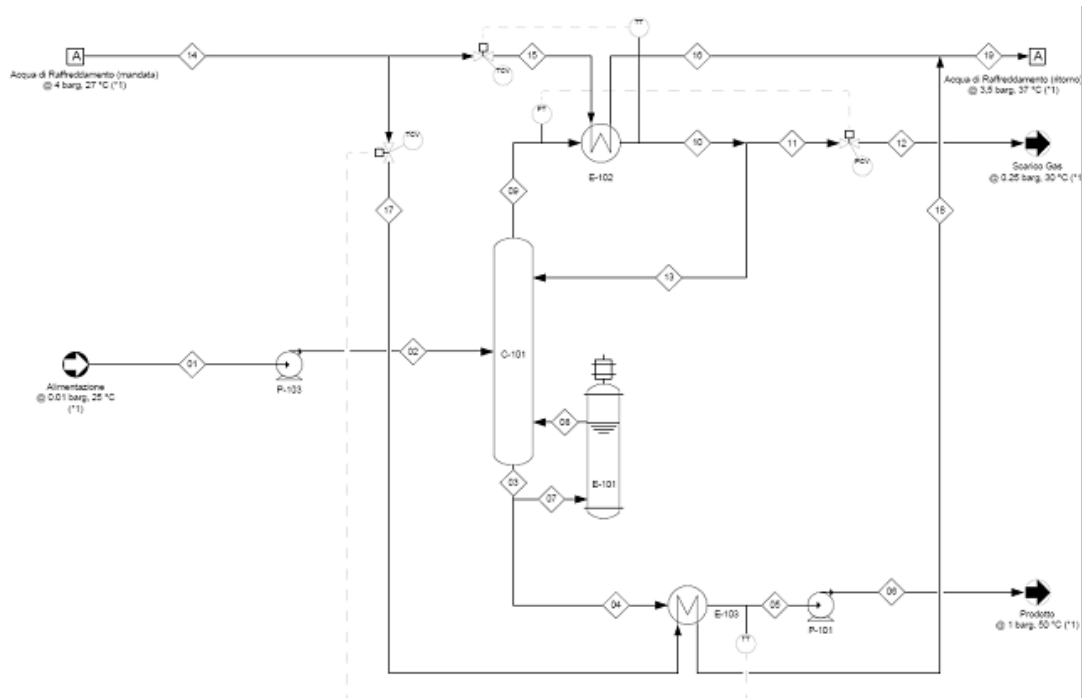 TT
A
14
15
16
19
A
Acqua di Raffreddamento (mandata)
@ 4 barg, 27 °C (*1)
TCV
Acqua di Raffreddamento (ritorno)
@ 3,5 barg, 37 °C (*1)
PT
TCV
10
11
12
E-102
PCV
Scarico Gas
@ 0.25 barg, 30 °C (*1
09
17
18
13
C-101
02
01
P-103
Alimentazione
@ 0.01 barg, 25 °C
(*1)
08
03
E-101
07
04
E-103
05
06
P-101
Prodotto
@ 1 barg, 50 °C (*1)
TT